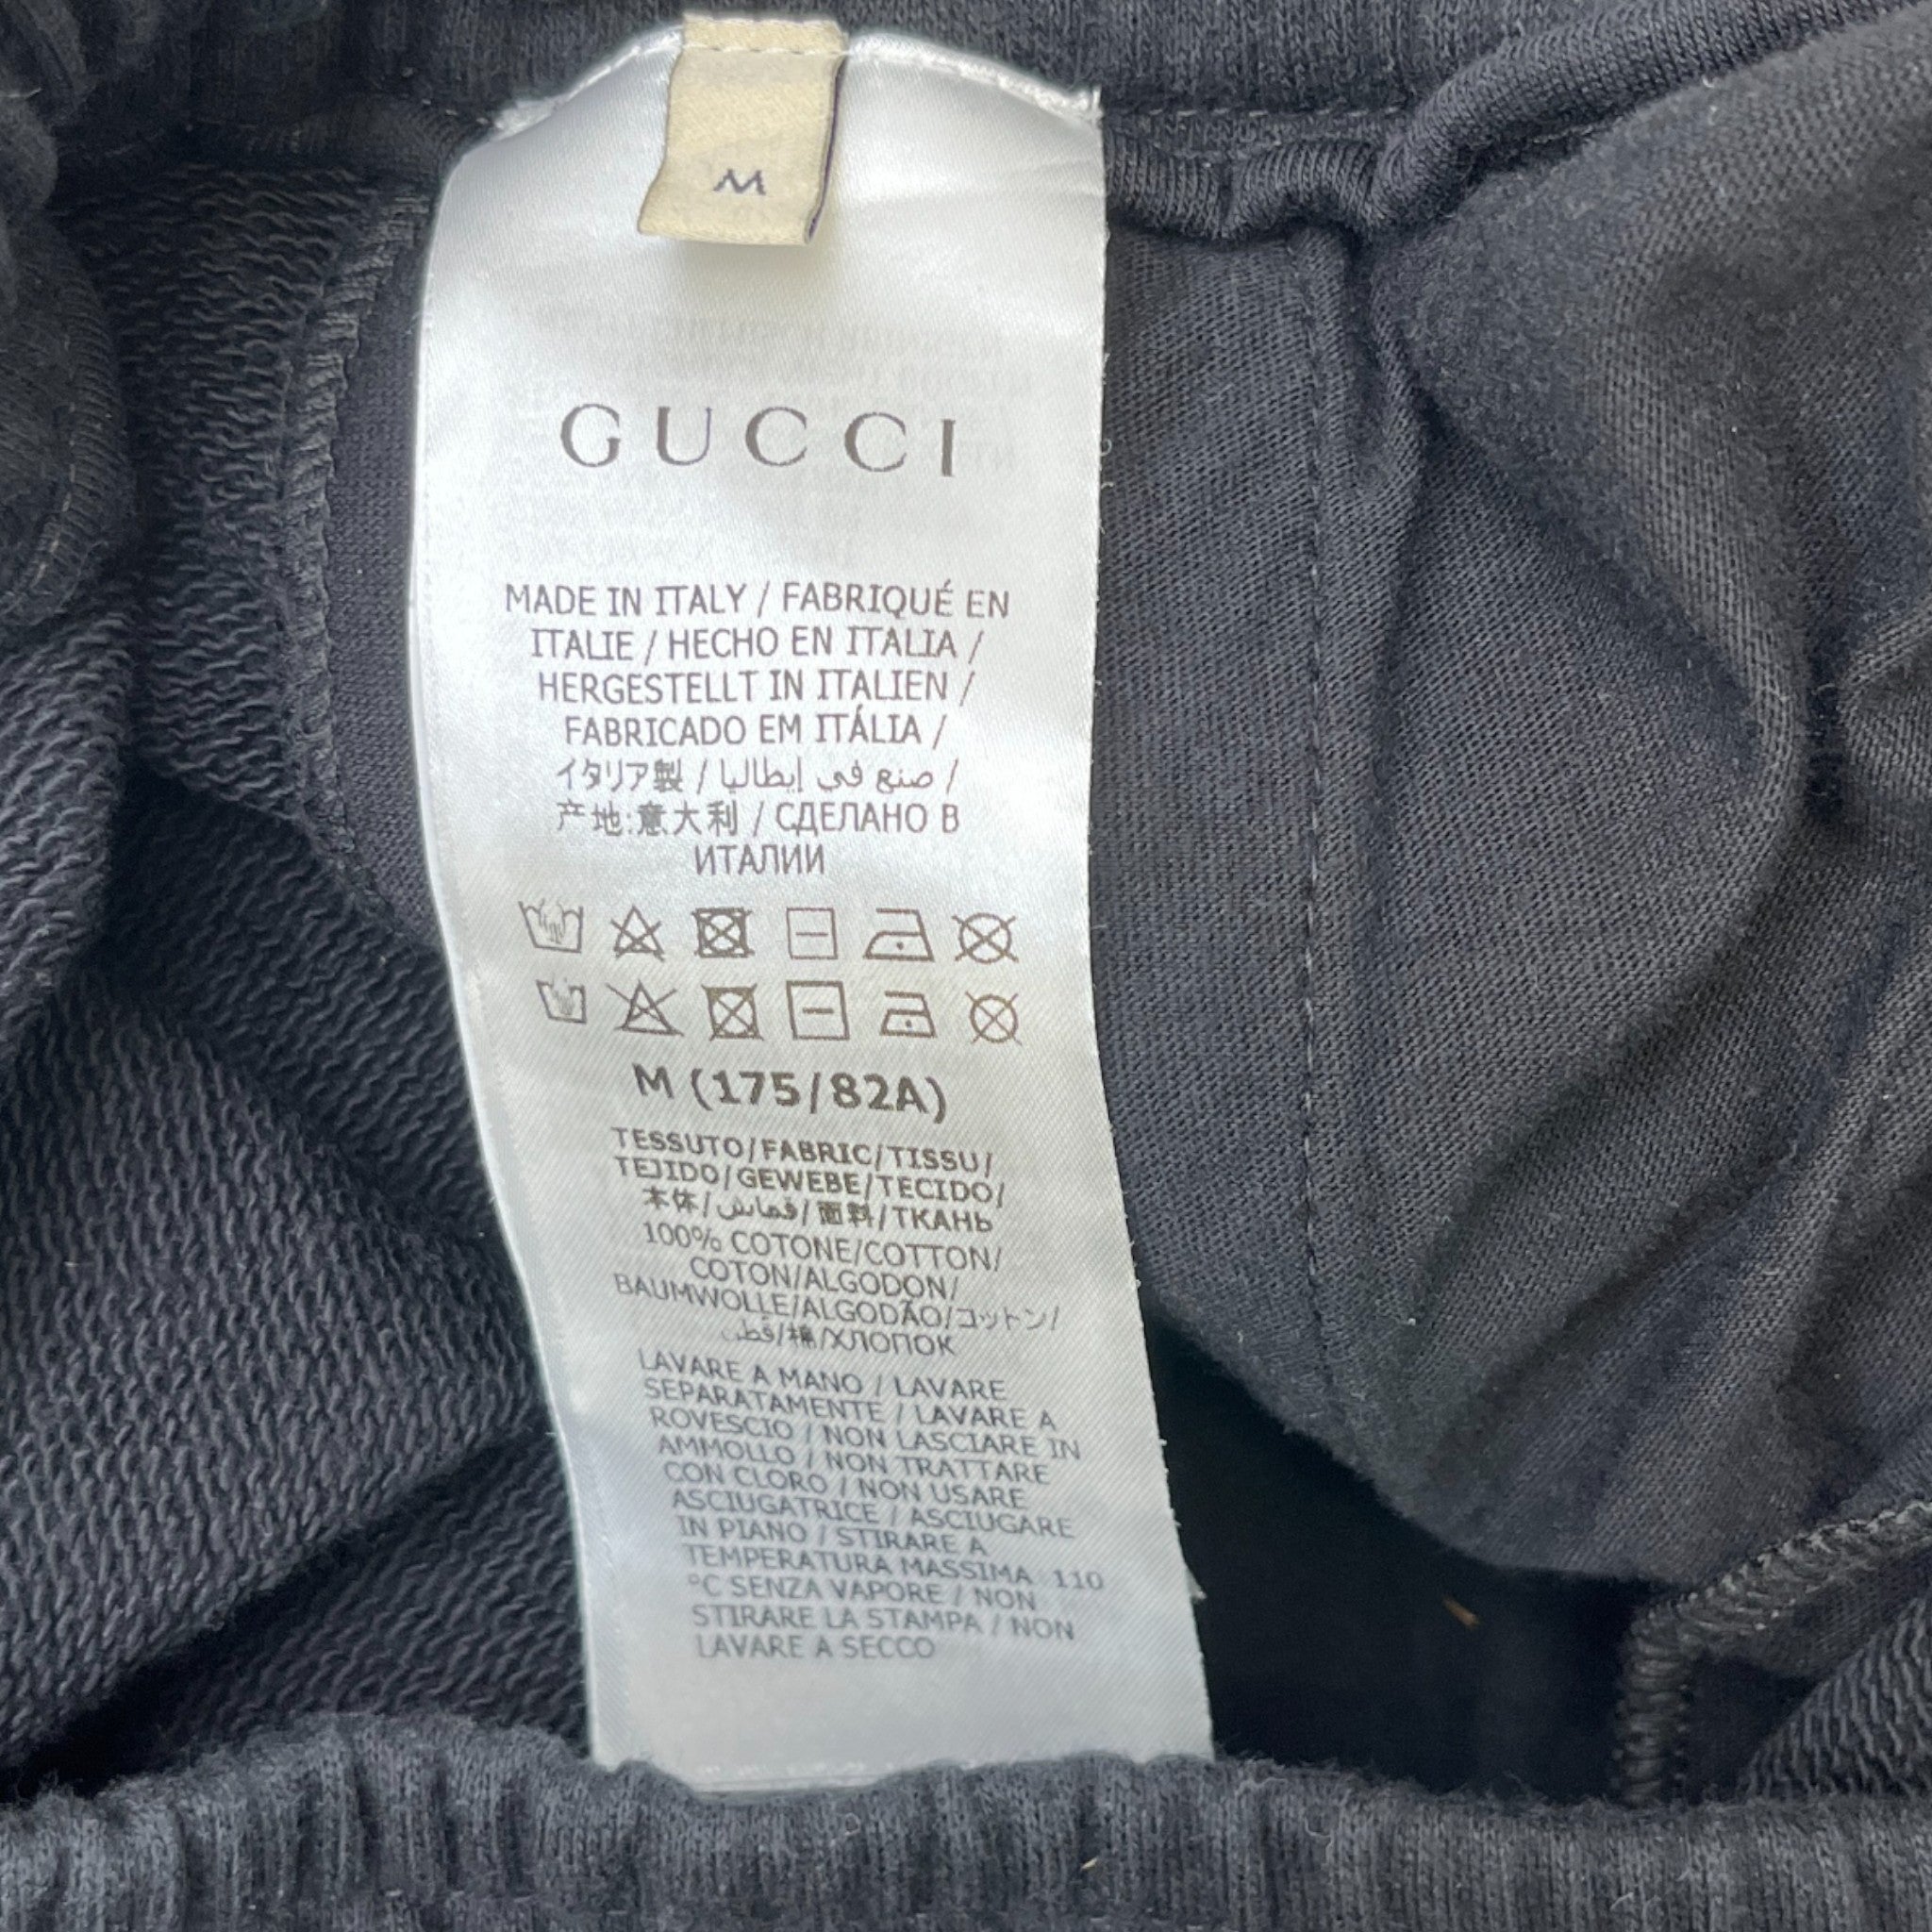 M
GUCCI
MADE IN ITALY / FABRIQUÉ EN
ITALIE / HECHO EN ITALIA /
HERGESTELLT IN ITALIEN /
FABRICADO EM ITÁLIA /
イタリア製 / صنع في إيطاليا /
产地:意大利 / СДЕЛАНО В
ИТАЛИИ
M (175/82A)
TESSUTO/FABRIC/TISSU/
TEJIDO/GEWEBE/TECIDO/
本体/قماش/面料/ТКАНЬ
100% COTONE/COTTON/
COTON/ALGODON/
BAUMWOLLE/ALGODÃO/コットン/
قطن/棉/ХЛОПОК
LAVARE A MANO / LAVARE
SEPARATAMENTE / LAVARE A
ROVESCIO / NON LASCIARE IN
AMMOLLO / NON TRATTARE
CON CLORO / NON USARE
ASCIUGATRICE / ASCIUGARE
IN PIANO / STIRARE A
TEMPERATURA MASSIMA 110
°C SENZA VAPORE / NON
STIRARE LA STAMPA / NON
LAVARE A SECCO